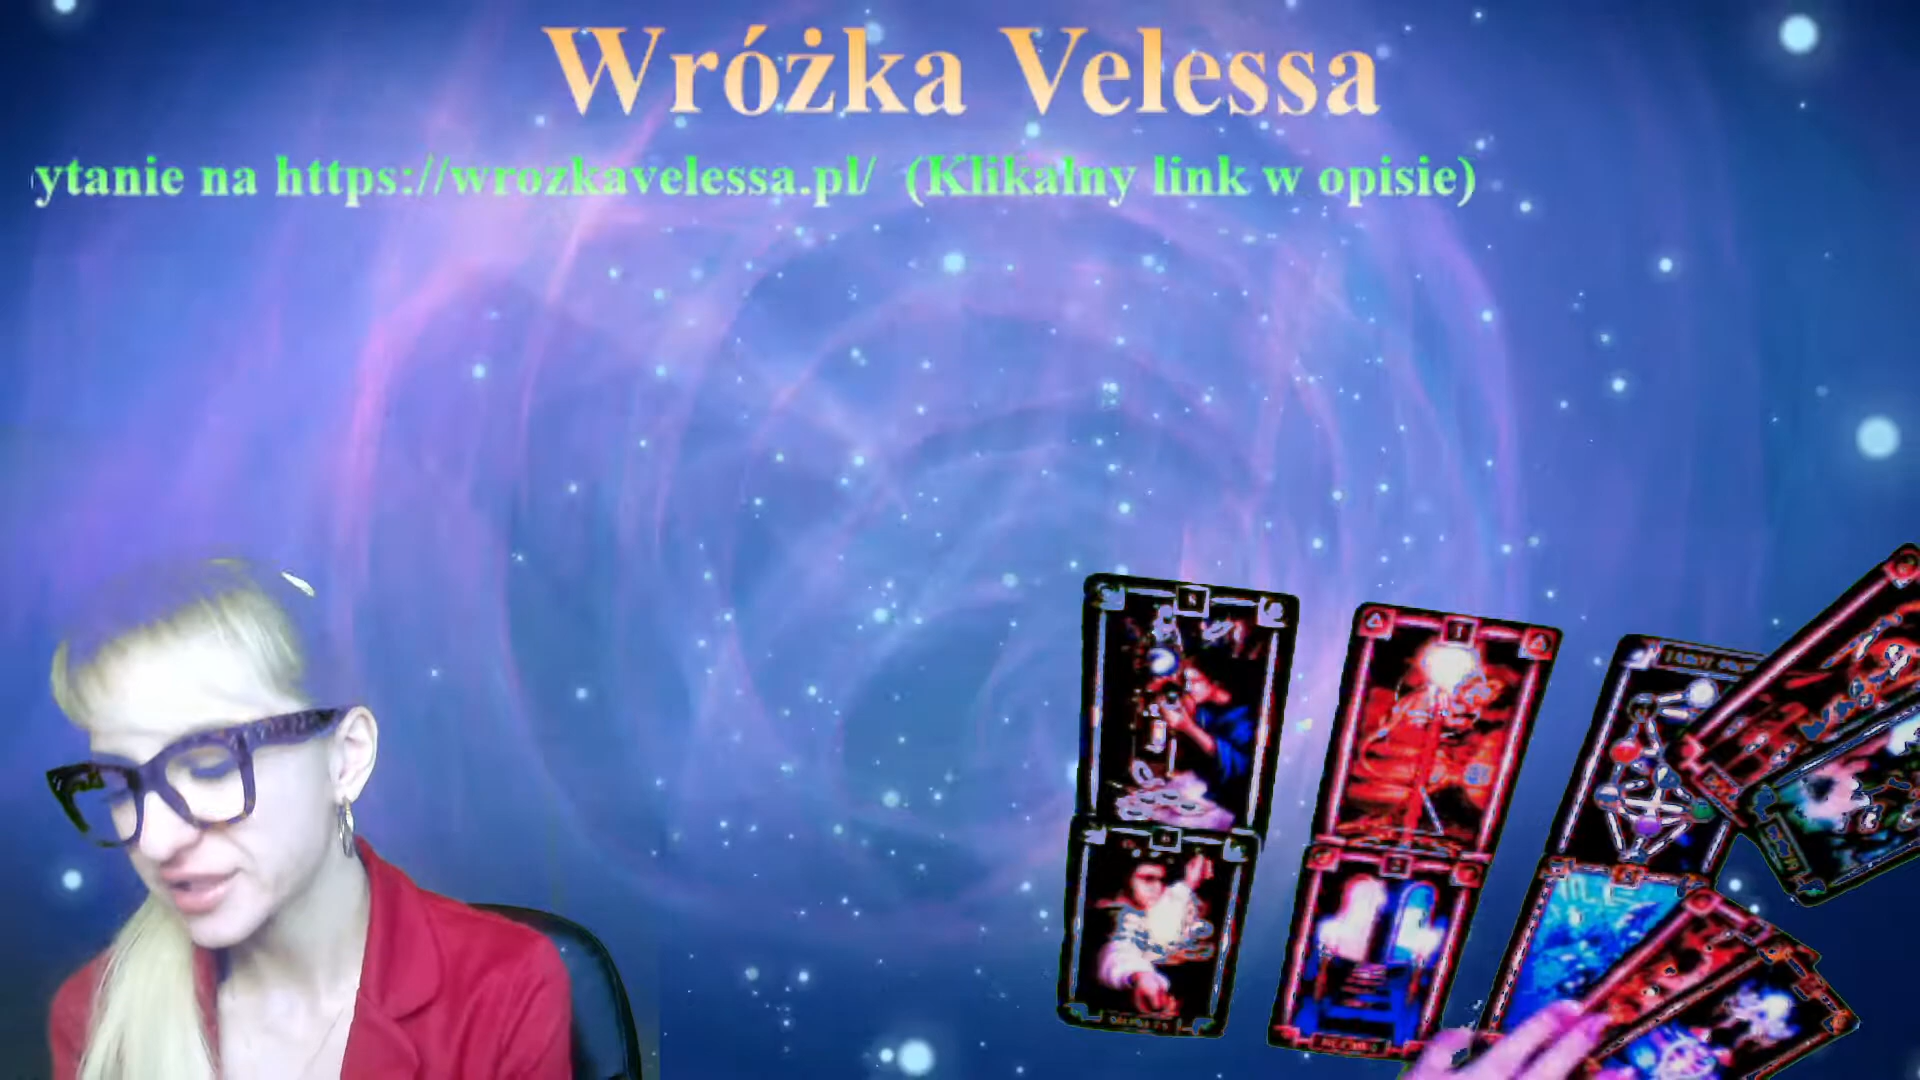 Wróżka Velessa
ytanie na https://wrozkavelessa.pl/ (Klikalny link w opisie)